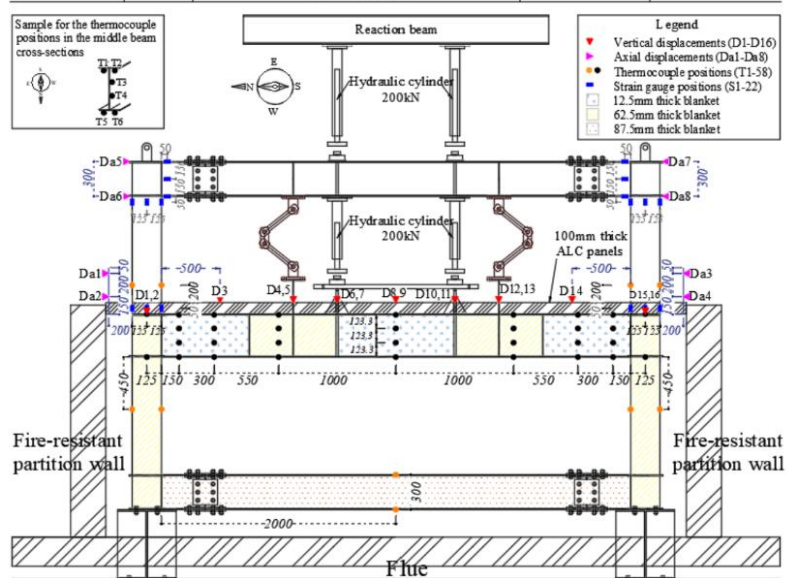 Sample for the thermocouple
positions in the middle beam
cross-sections
T1 T2
T3
T4
T5 T6
Reaction beam
E
N
S
W
Hydraulic cylinder
200kN
Legend
Vertical displacements (D1-D16)
Axial displacements (Da1-Da8)
Thermocouple positions (T1-58)
Strain gauge positions (S1-22)
12.5mm thick blanket
62.5mm thick blanket
87.5mm thick blanket
50
50
300
Da5
Da6
Da7
Da8
300
Hydraulic cylinder
200kN
100mm thick
ALC panels
Da1
Da2
Da3
Da4
500
500
D1,2
D3
D4,5
D6,7
D8,9
D10,11
D12,13
D14
D15,16
200
200
123.3
123.3
123.3
450
125
150
300
550
1000
1000
550
300
150
125
450
Fire-resistant
partition wall
Fire-resistant
partition wall
300
2000
Flue